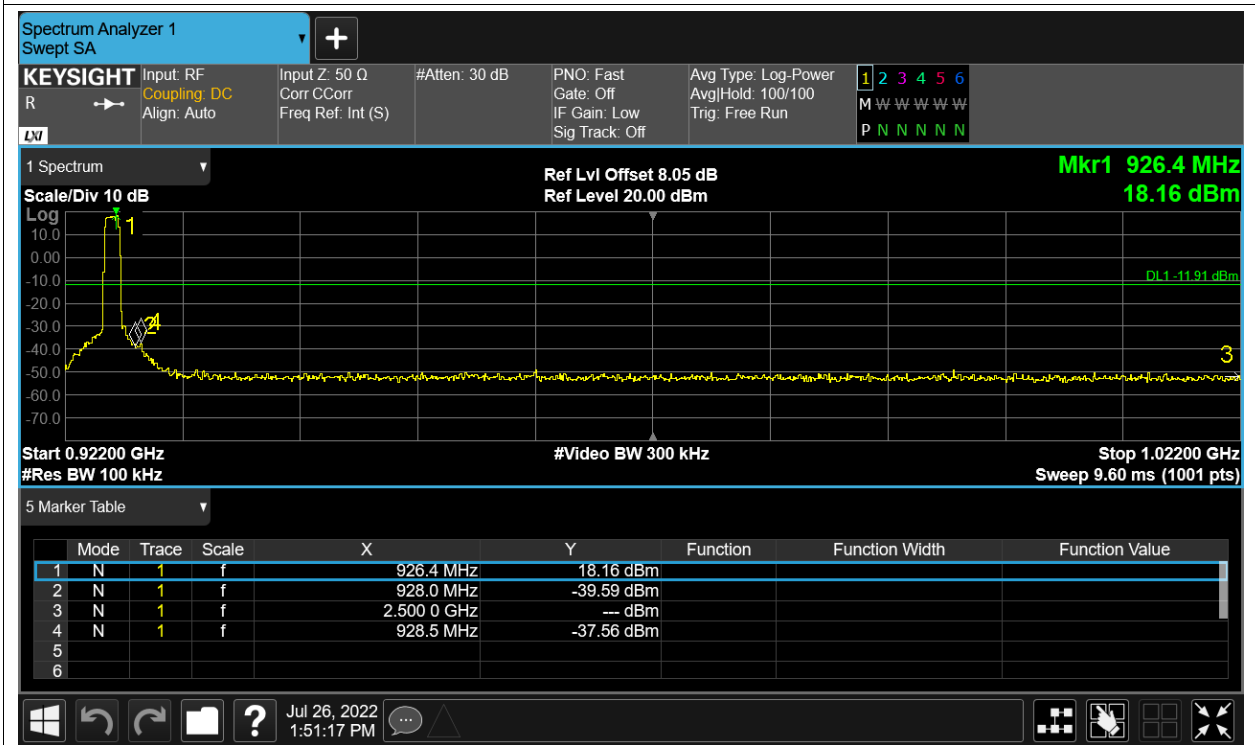 Spectrum Analyzer 1
Swept SA
KEYSIGHT
R
LXI
Input: RF
Coupling: DC
Align: Auto
Input Z: 50 Ω
Corr CCorr
Freq Ref: Int (S)
#Atten: 30 dB
PNO: Fast
Gate: Off
IF Gain: Low
Sig Track: Off
Avg Type: Log-Power
Avg|Hold: 100/100
Trig: Free Run
1 2 3 4 5 6
M W W W W W
P N N N N N
1 Spectrum
Scale/Div 10 dB
Ref Lvl Offset 8.05 dB
Ref Level 20.00 dBm
Mkr1 926.4 MHz
18.16 dBm
Log
10.0
0.00
-10.0
-20.0
-30.0
-40.0
-50.0
-60.0
-70.0
1
DL1 -11.91 dBm
2 4
3
Start 0.92200 GHz
#Video BW 300 kHz
Stop 1.02200 GHz
#Res BW 100 kHz
Sweep 9.60 ms (1001 pts)
5 Marker Table
Mode Trace Scale X Y Function Function Width Function Value
1 N 1 f 926.4 MHz 18.16 dBm
2 N 1 f 928.0 MHz -39.59 dBm
3 N 1 f 2.500 0 GHz --- dBm
4 N 1 f 928.5 MHz -37.56 dBm
5
6
?
Jul 26, 2022
1:51:17 PM